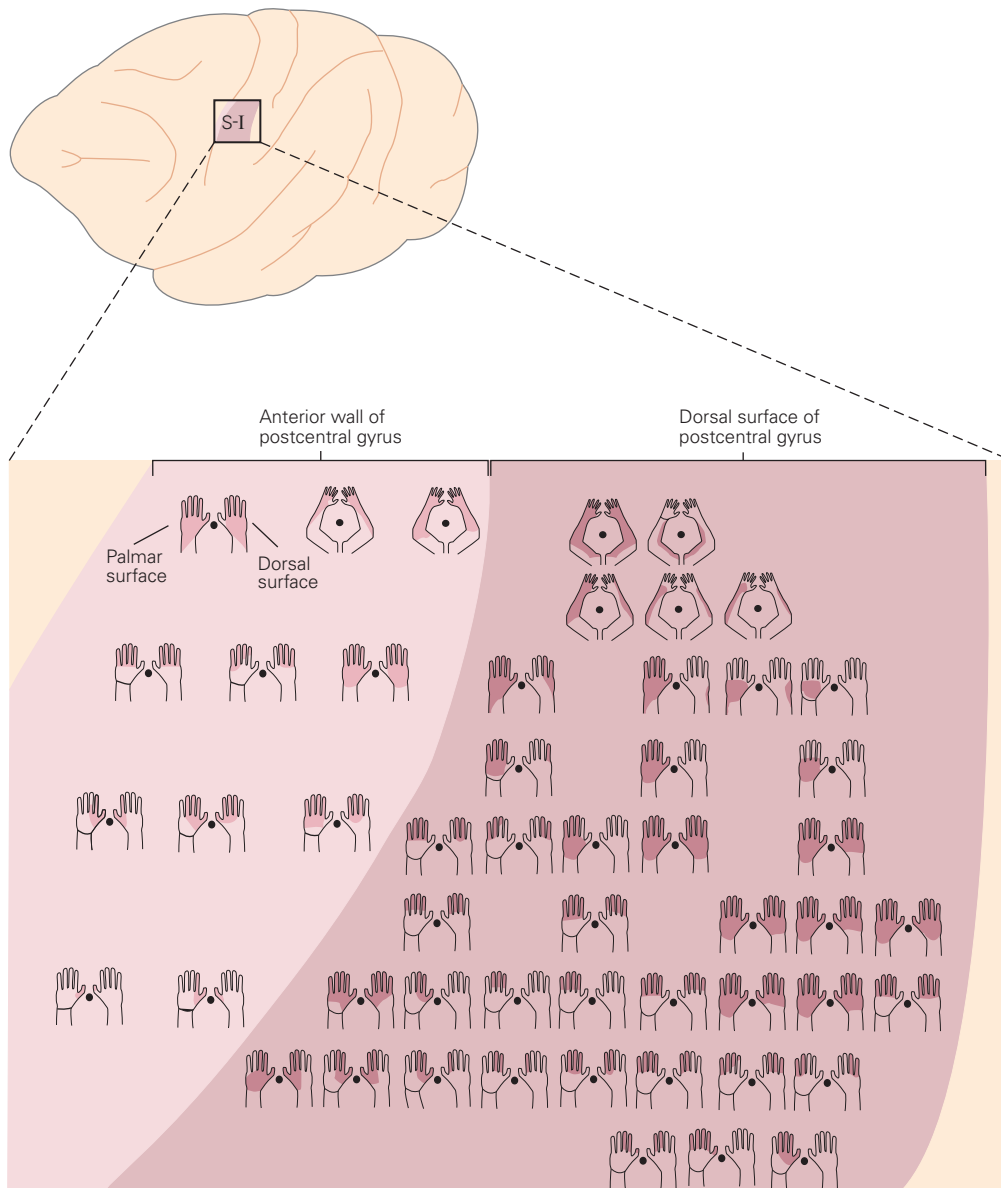 S-I
Anterior wall of
postcentral gyrus
Dorsal surface of
postcentral gyrus
Palmar
surface
Dorsal
surface